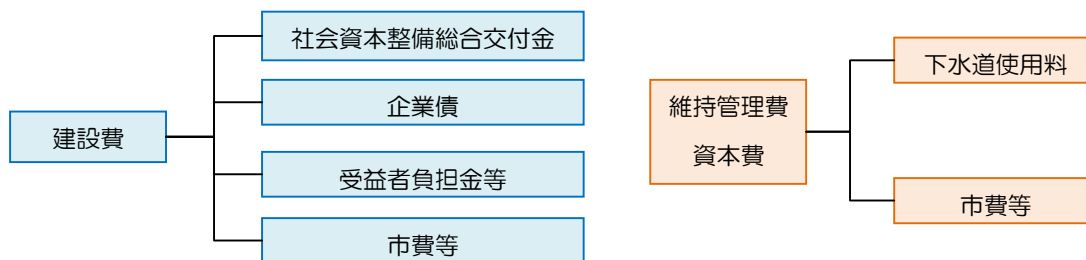 建設費
社会資本整備総合交付金
企業債
受益者負担金等
市費等
維持管理費
資本費
下水道使用料
市費等